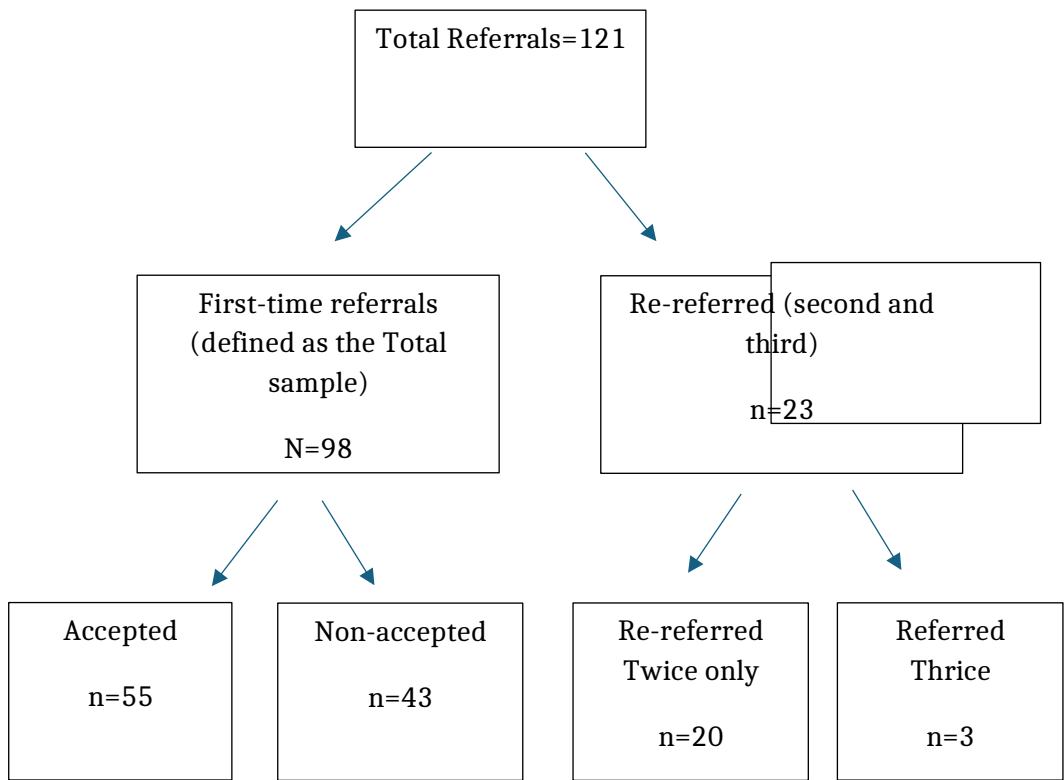 Total Referrals=121
First-time referrals
(defined as the Total
sample)
N=98
Re-referred (second and
third)
n=23
Accepted
n=55
Non-accepted
n=43
Re-referred
Twice only
n=20
Referred
Thrice
n=3